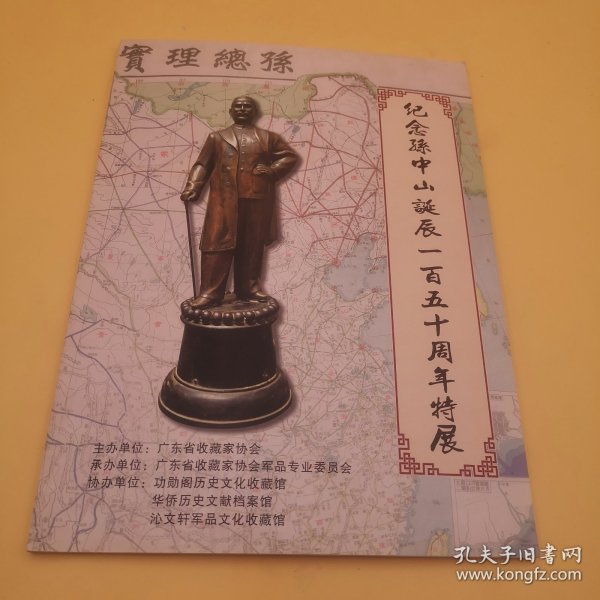 實理總孫
纪念孫中山誕辰一百五十周年特展
主办单位：广东省收藏家协会
承办单位：广东省收藏家协会军品专业委员会
协办单位：功勋阁历史文化收藏馆
华侨历史文献档案馆
沁文轩军品文化收藏馆
孔夫子旧书网
www.kongfz.com